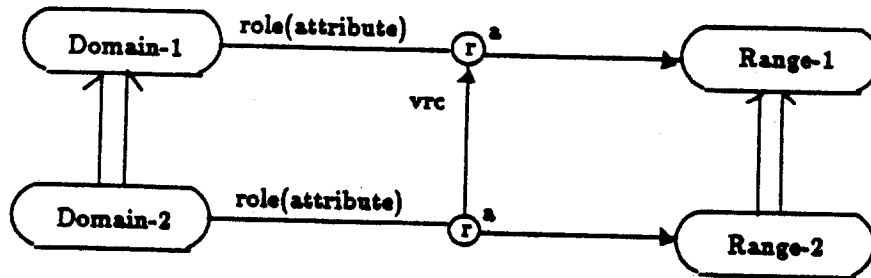 Domain-1 role(attribute) r a Range-1
vrc
Domain-2 role(attribute) r a Range-2